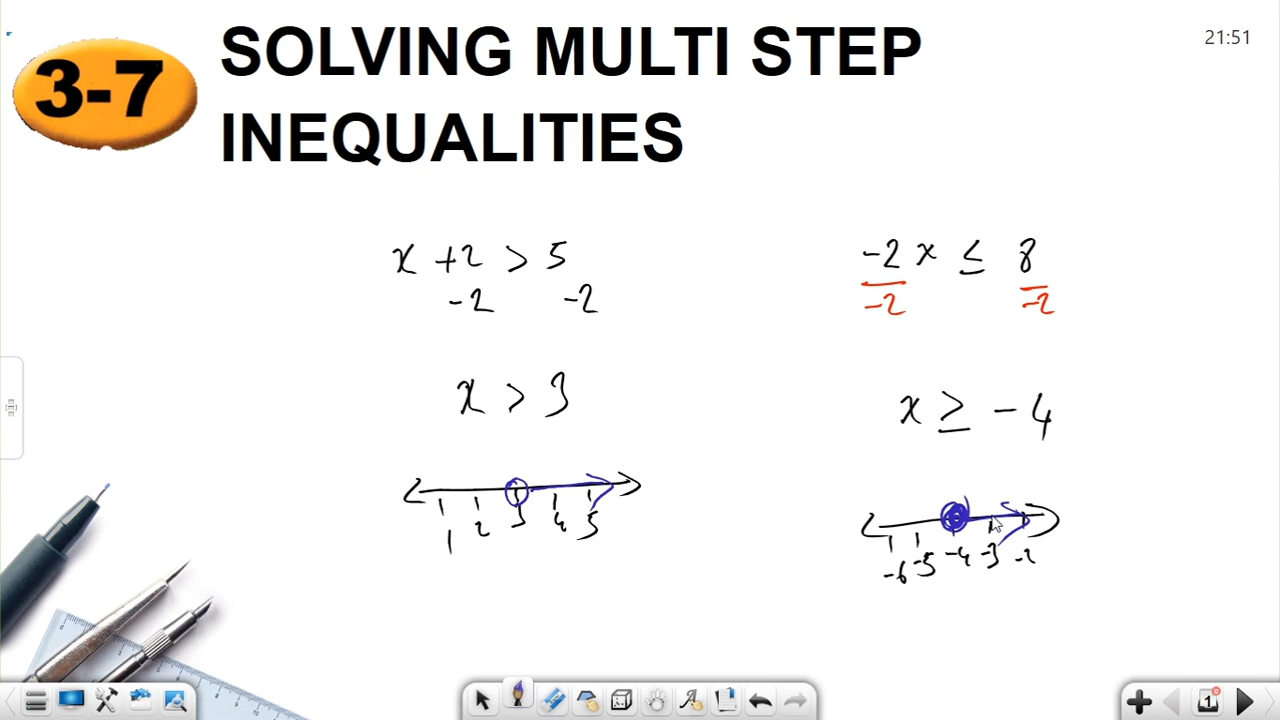 3-7
SOLVING MULTI STEP
INEQUALITIES
21:51
x +2 > 5
-2 -2
x > 3
1 2 3 4 5
-2x ≤ 8
-2 -2
x ≥ -4
-6 -5 -4 -3 -2
1